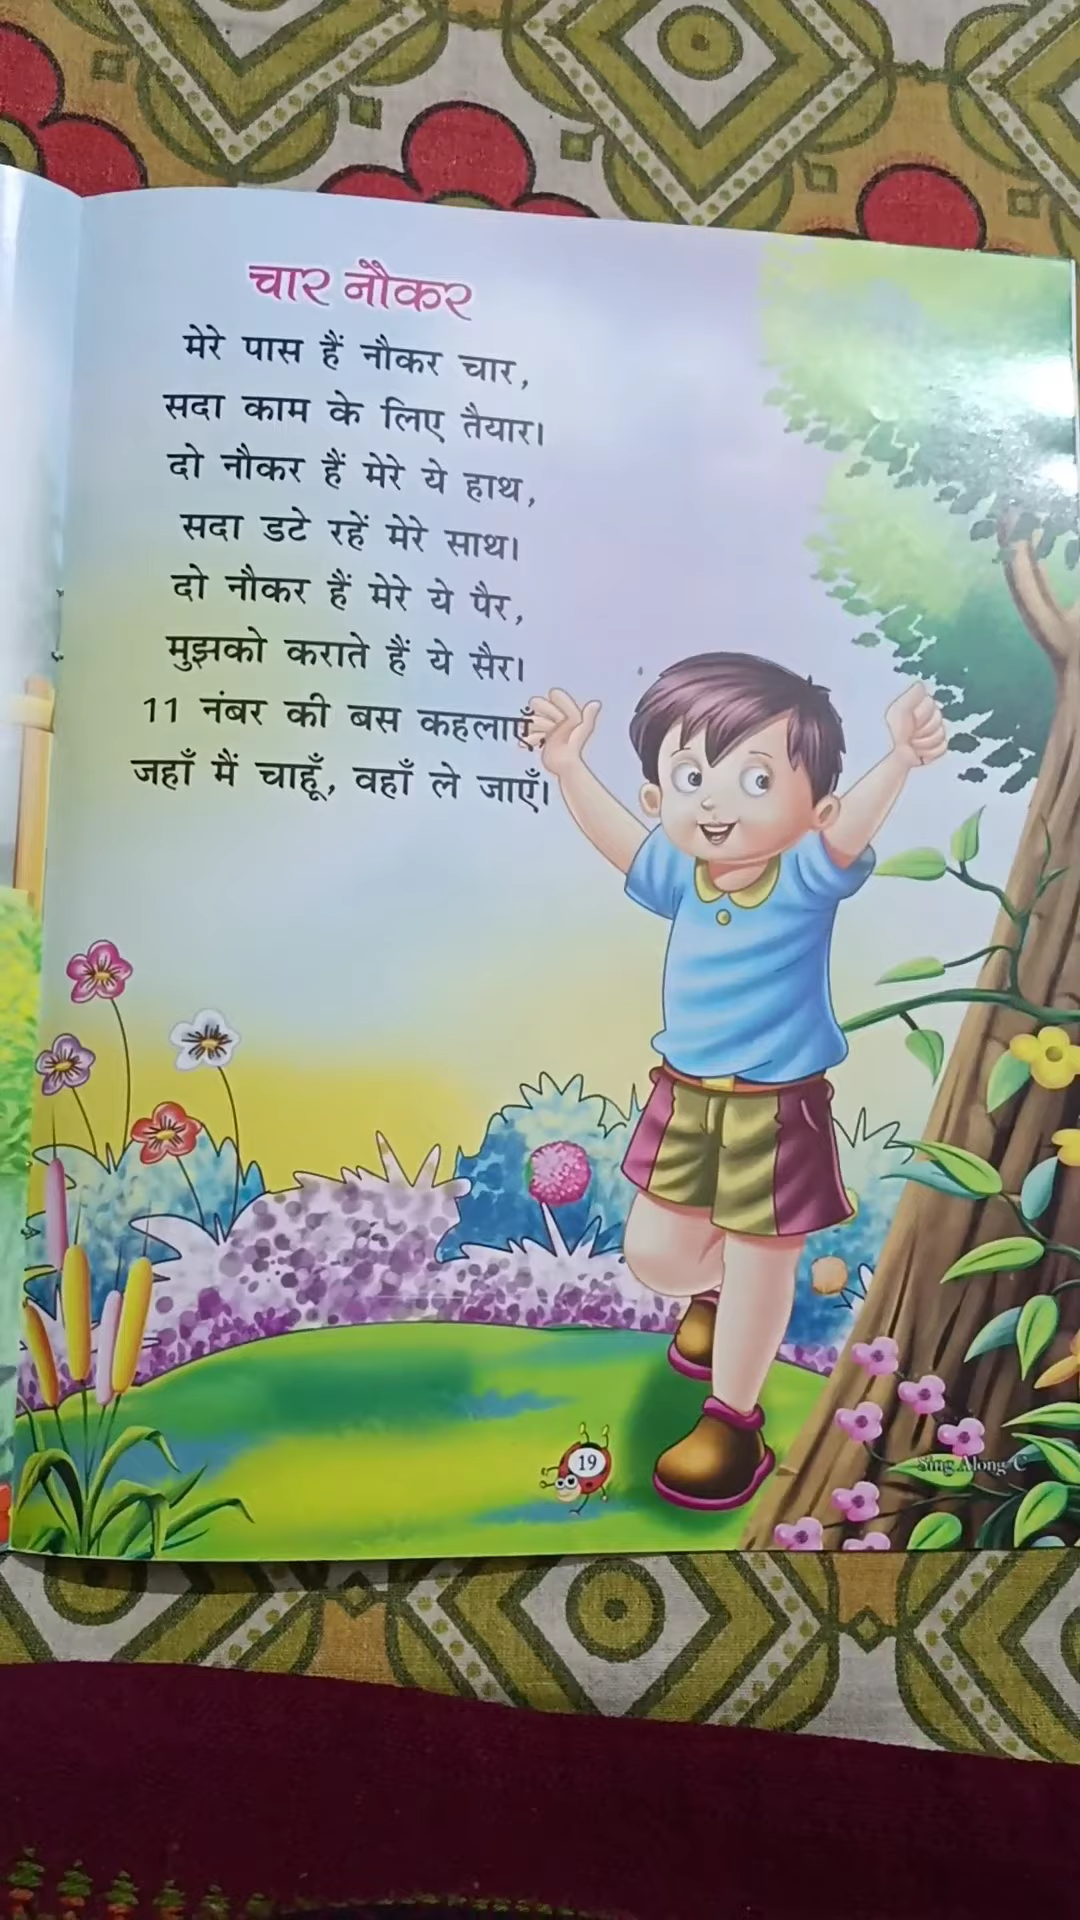 चार नौकर
मेरे पास हैं नौकर चार,
सदा काम के लिए तैयार।
दो नौकर हैं मेरे ये हाथ,
सदा डटे रहें मेरे साथ।
दो नौकर हैं मेरे ये पैर,
मुझको कराते हैं ये सैर।
11 नंबर की बस कहलाएँ,
जहाँ मैं चाहूँ, वहाँ ले जाएँ।
19
Sing Along C